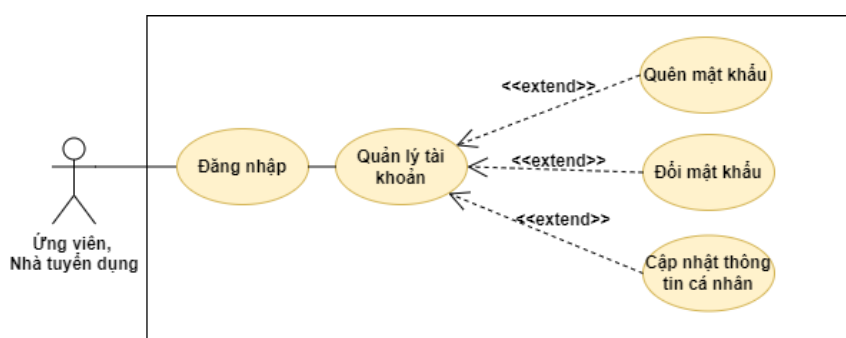 Quên mật khẩu
<<extend>>
Đăng nhập
Quản lý tài
khoản
<<extend>>
Đổi mật khẩu
<<extend>>
Ứng viên,
Nhà tuyển dụng
Cập nhật thông
tin cá nhân